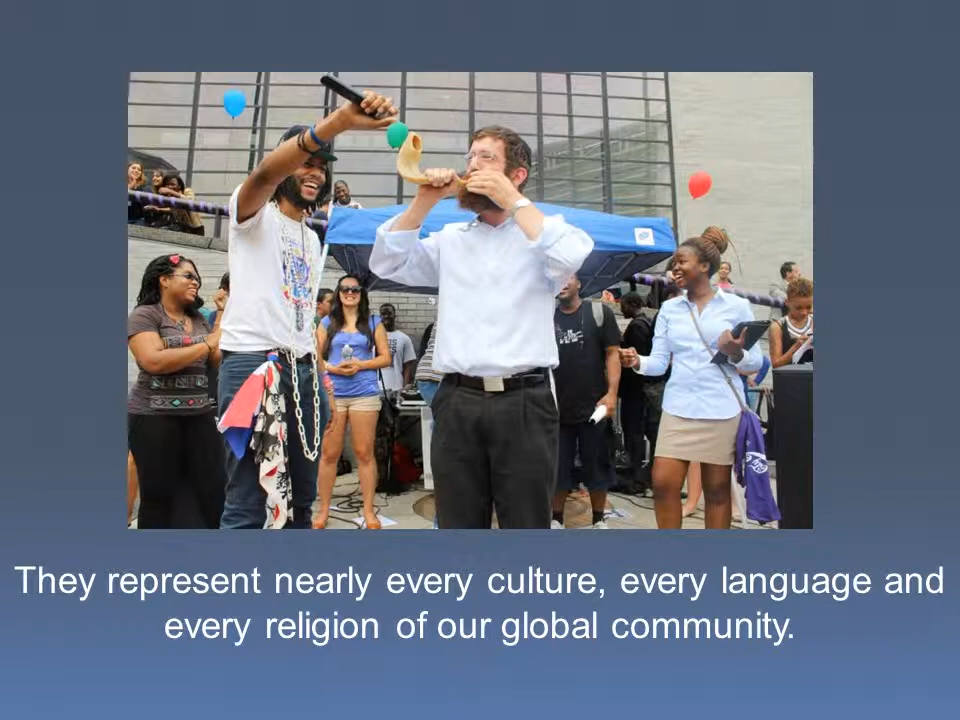 They represent nearly every culture, every language and
every religion of our global community.